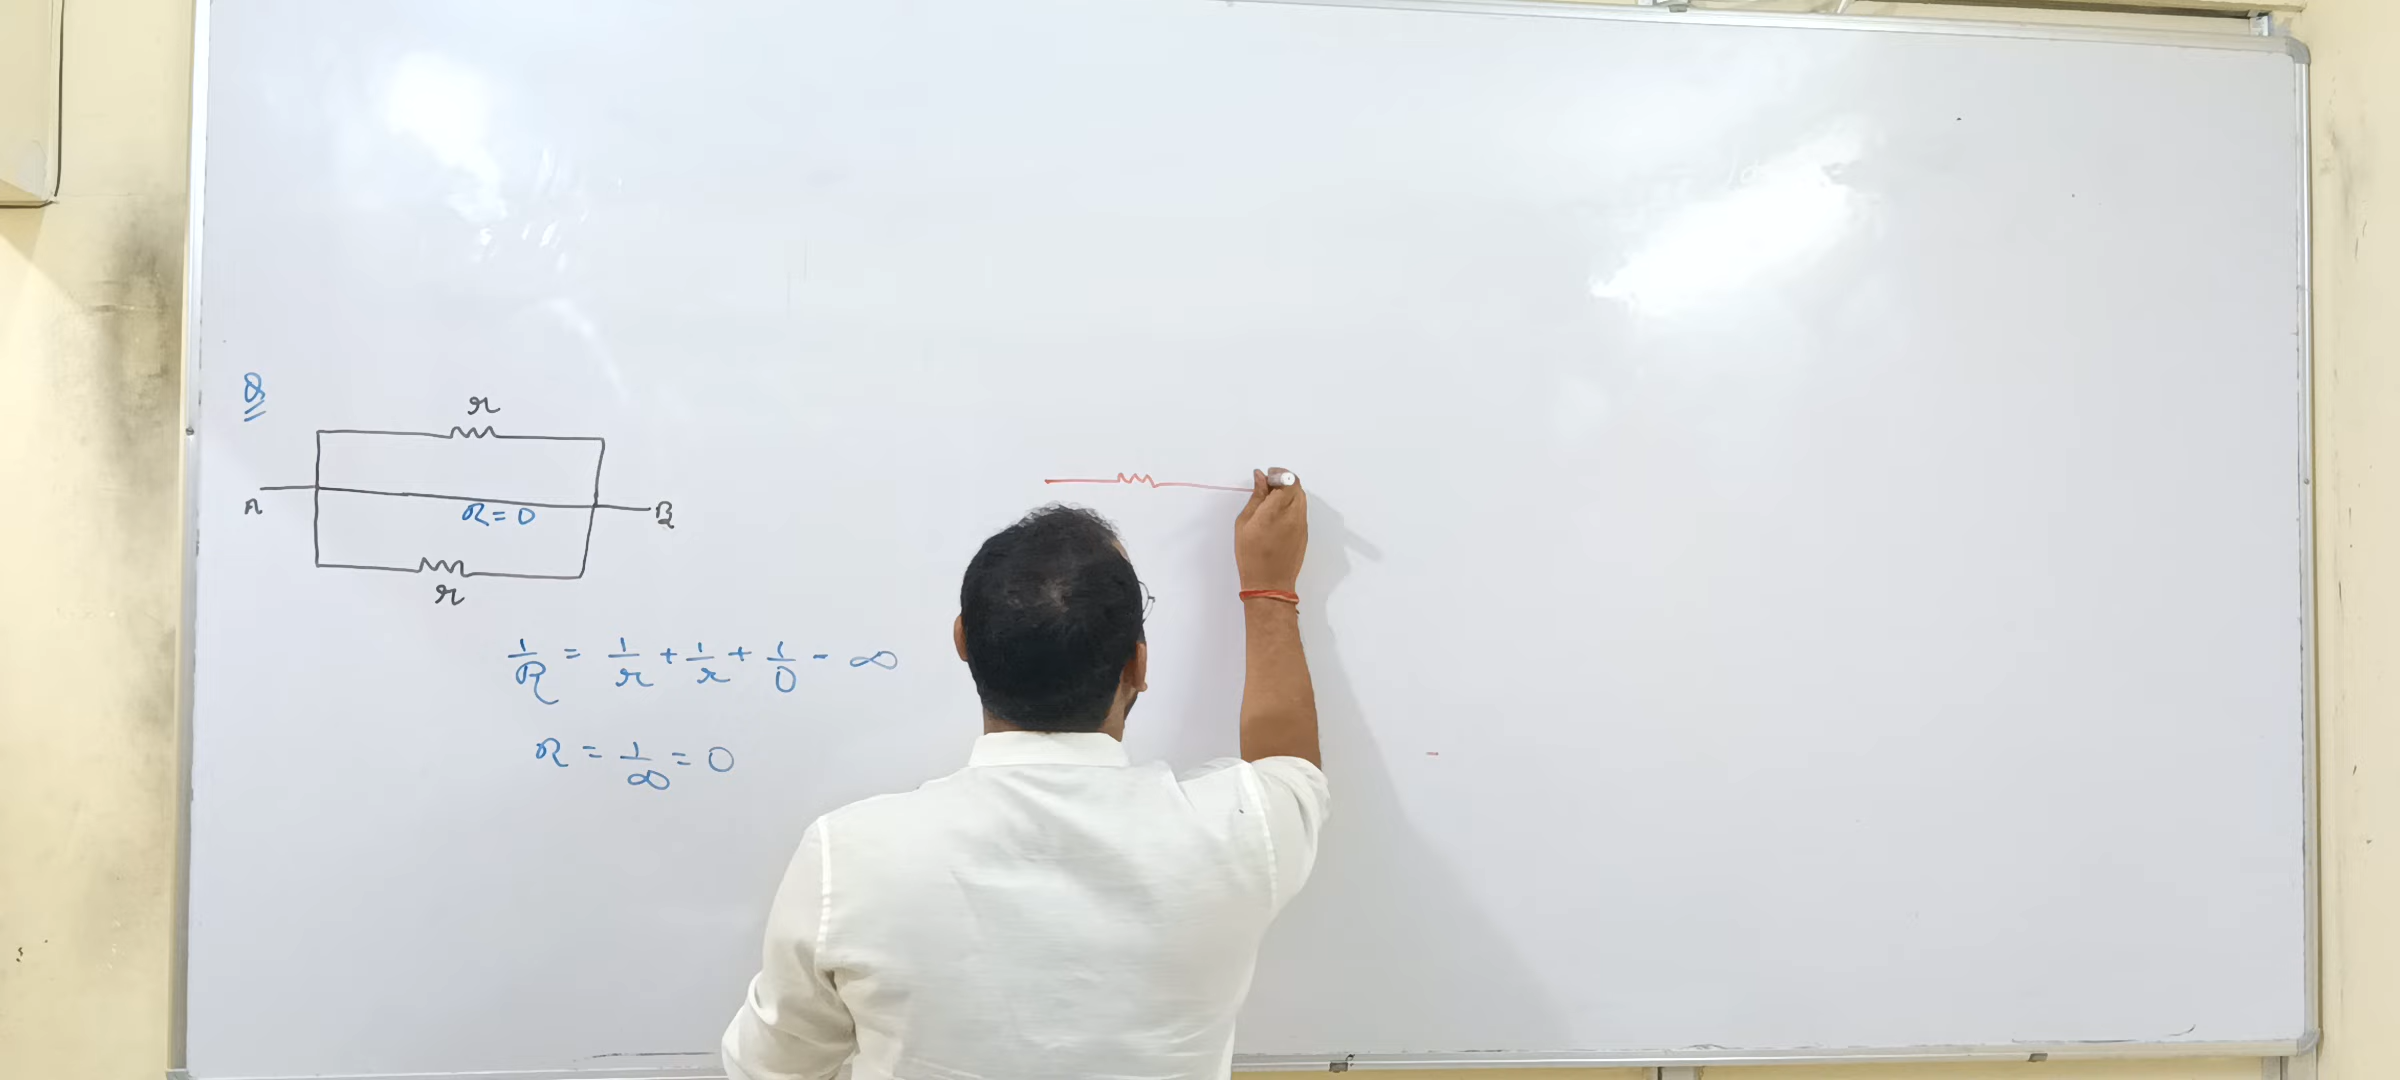 Q
r
A
R = 0
B
r
1/R = 1/r + 1/r + 1/0 - ∞
R = 1/∞ = 0